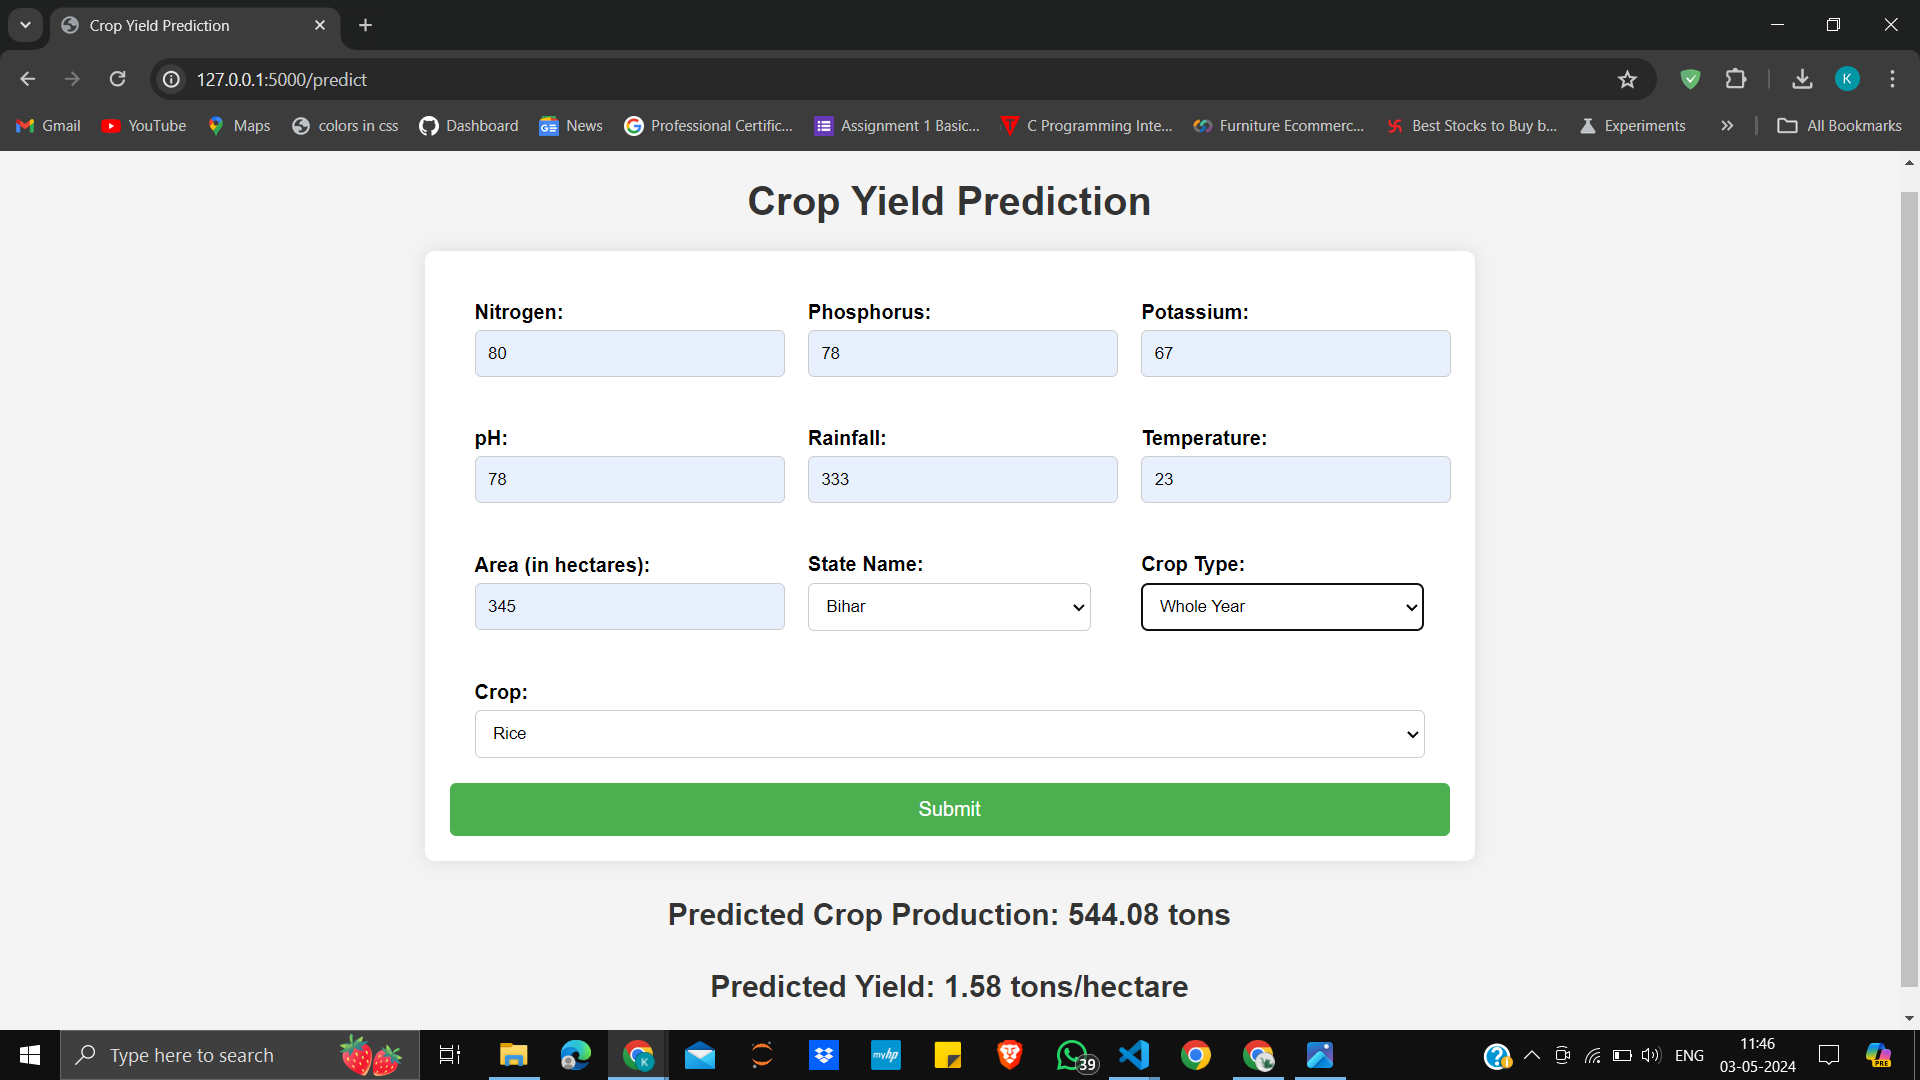 Crop Yield Prediction
127.0.0.1:5000/predict
K
Gmail YouTube Maps colors in css Dashboard News Professional Certific... Assignment 1 Basic... C Programming Inte... Furniture Ecommerc... Best Stocks to Buy b... Experiments All Bookmarks
Crop Yield Prediction
Nitrogen: Phosphorus: Potassium:
80 78 67
pH: Rainfall: Temperature:
78 333 23
Area (in hectares): State Name: Crop Type:
345 Bihar Whole Year
Crop:
Rice
Submit
Predicted Crop Production: 544.08 tons
Predicted Yield: 1.58 tons/hectare
Type here to search K myhp 39 ENG 11:46 PRE
03-05-2024